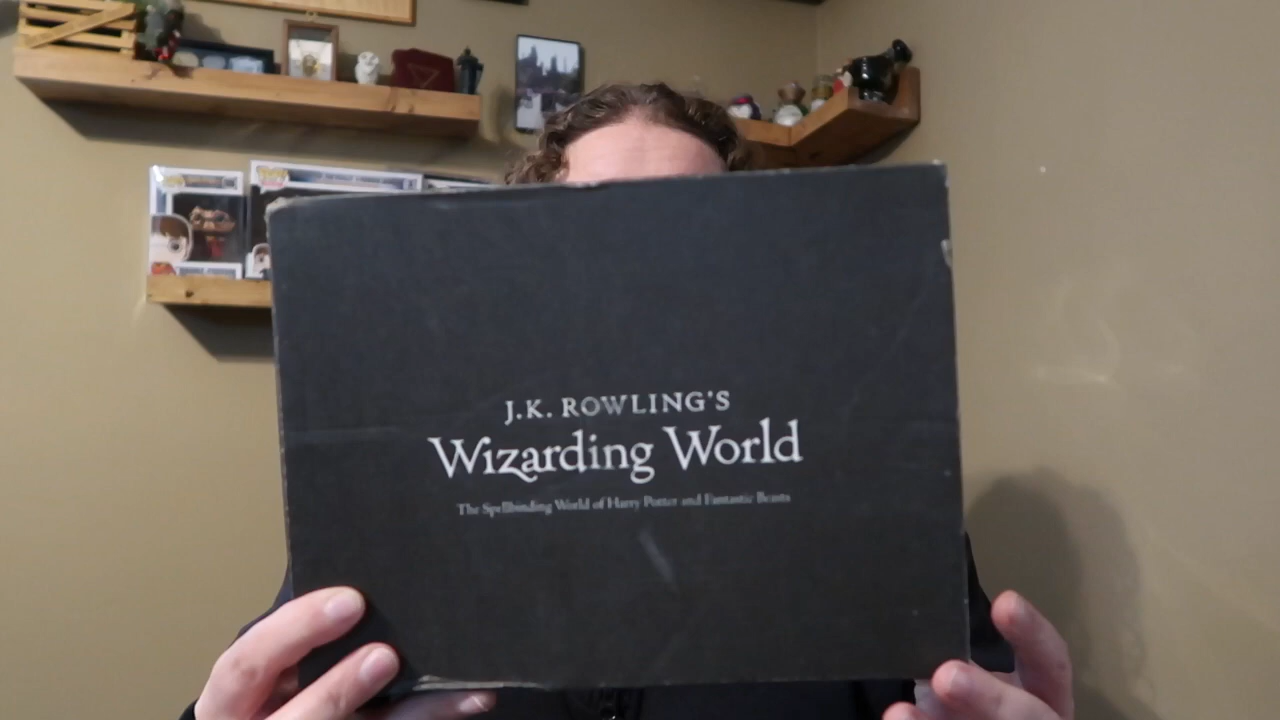 J.K. ROWLING'S
Wizarding World
The Spellbinding World of Harry Potter and Fantastic Beasts